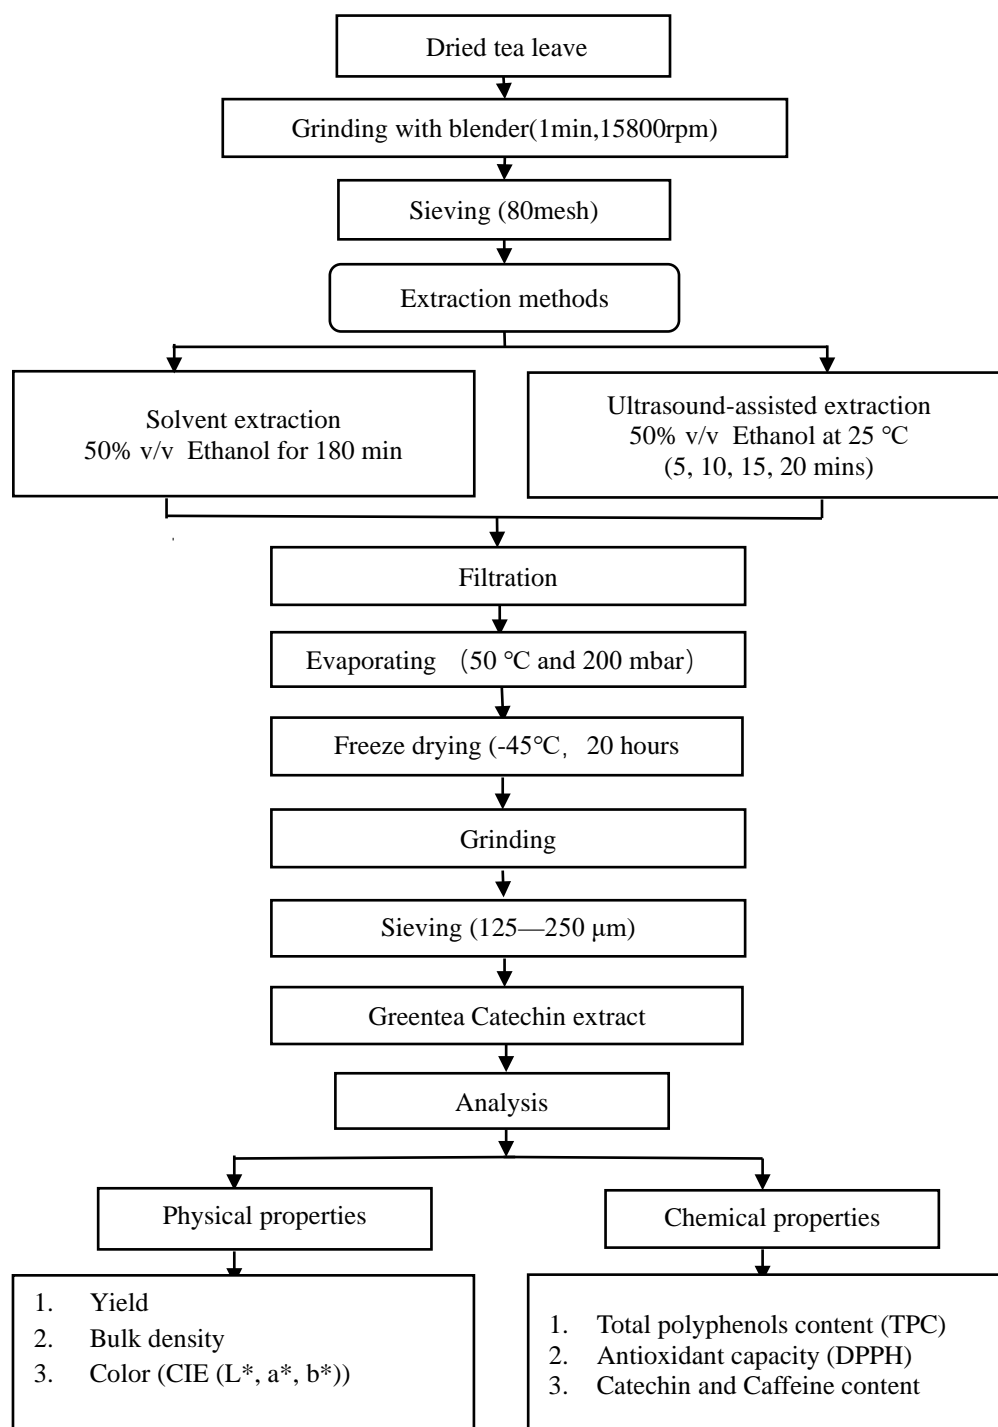 Dried tea leave
Grinding with blender(1min,15800rpm)
Sieving (80mesh)
Extraction methods
Solvent extraction
50% v/v Ethanol for 180 min
Ultrasound-assisted extraction
50% v/v Ethanol at 25 °C
(5, 10, 15, 20 mins)
Filtration
Evaporating （50 °C and 200 mbar）
Freeze drying (-45°C, 20 hours
Grinding
Sieving (125—250 μm)
Greentea Catechin extract
Analysis
Physical properties
Chemical properties
1. Yield
2. Bulk density
3. Color (CIE (L*, a*, b*))
1. Total polyphenols content (TPC)
2. Antioxidant capacity (DPPH)
3. Catechin and Caffeine content